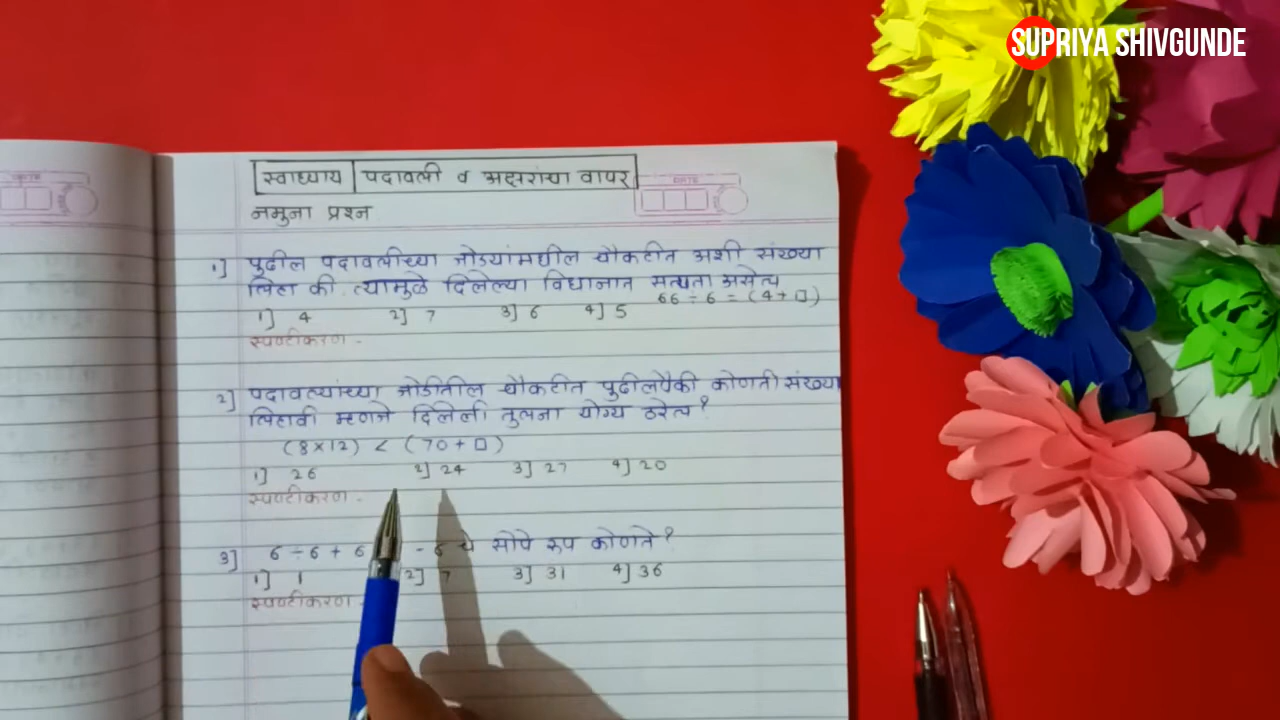 SUPRIYA SHIVGUNDE
स्वाध्याय पदावली व अक्षरांचा वापर
नमुना प्रश्न
1] पुढील पदावलीच्या जोड्यांमधील चौकटीत अशी संख्या
लिहा की त्यामुळे दिलेल्या विधानात सत्यता असेल
66 ÷ 6 = (4 + □)
1] 4 2] 7 3] 6 4] 5
स्पष्टीकरण -
2] पदावल्यांच्या जोडीतील चौकटीत पुढीलपैकी कोणती संख्या
लिहावी म्हणजे दिलेली तुलना योग्य ठरेल?
(8×12) < (70+□)
1] 26 2] 24 3] 27 4] 20
स्पष्टीकरण -
3] 6 ÷ 6 + 6 - 6 चे सोपे रूप कोणते?
1] 1 2] 7 3] 31 4] 36
स्पष्टीकरण -